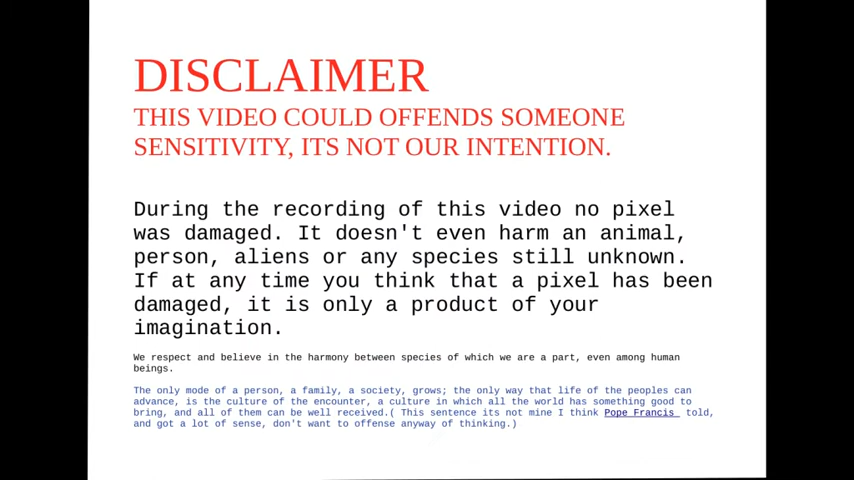 DISCLAIMER
THIS VIDEO COULD OFFENDS SOMEONE
SENSITIVITY, ITS NOT OUR INTENTION.
During the recording of this video no pixel
was damaged. It doesn't even harm an animal,
person, aliens or any species still unknown.
If at any time you think that a pixel has been
damaged, it is only a product of your
imagination.
We respect and believe in the harmony between species of which we are a part, even among human
beings.
The only mode of a person, a family, a society, grows; the only way that life of the peoples can
advance, is the culture of the encounter, a culture in which all the world has something good to
bring, and all of them can be well received.( This sentence its not mine I think Pope Francis  told,
and got a lot of sense, don't want to offense anyway of thinking.)